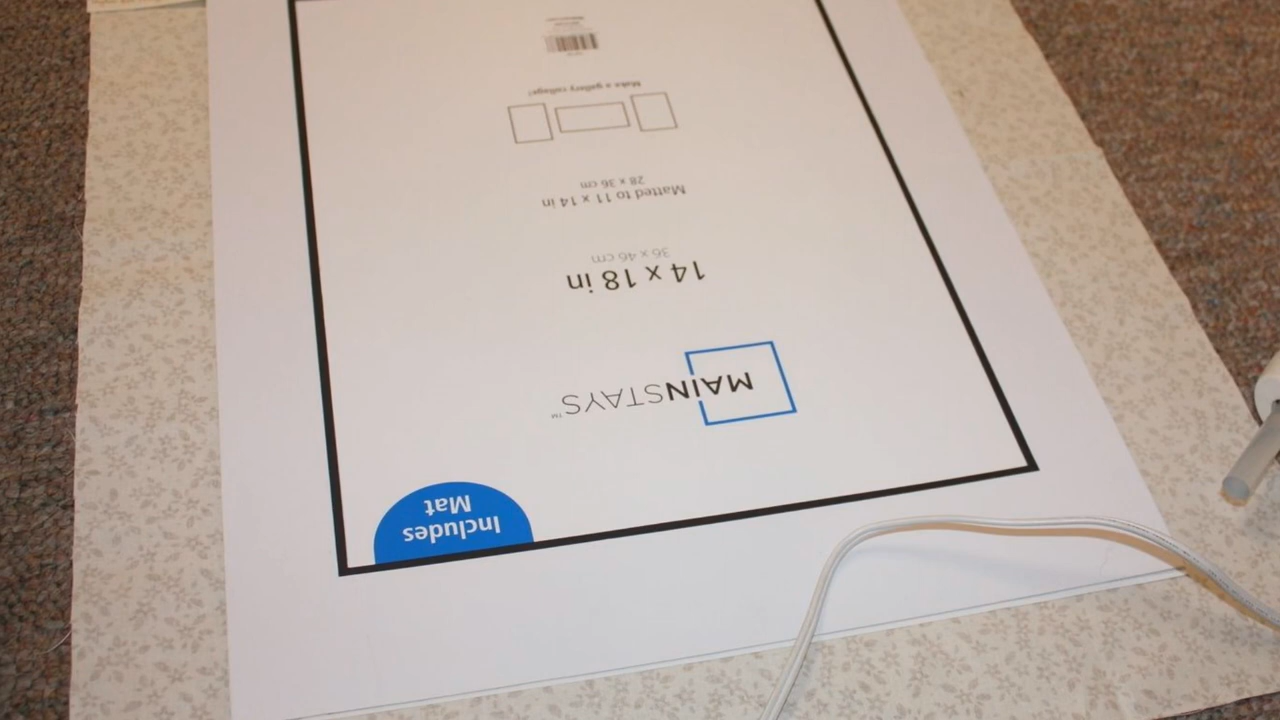 Includes
Mat
MAINSTAYS™
14 x 18 in
36 x 46 cm
Matted to 11 x 14 in
28 x 36 cm
Make a gallery collage!